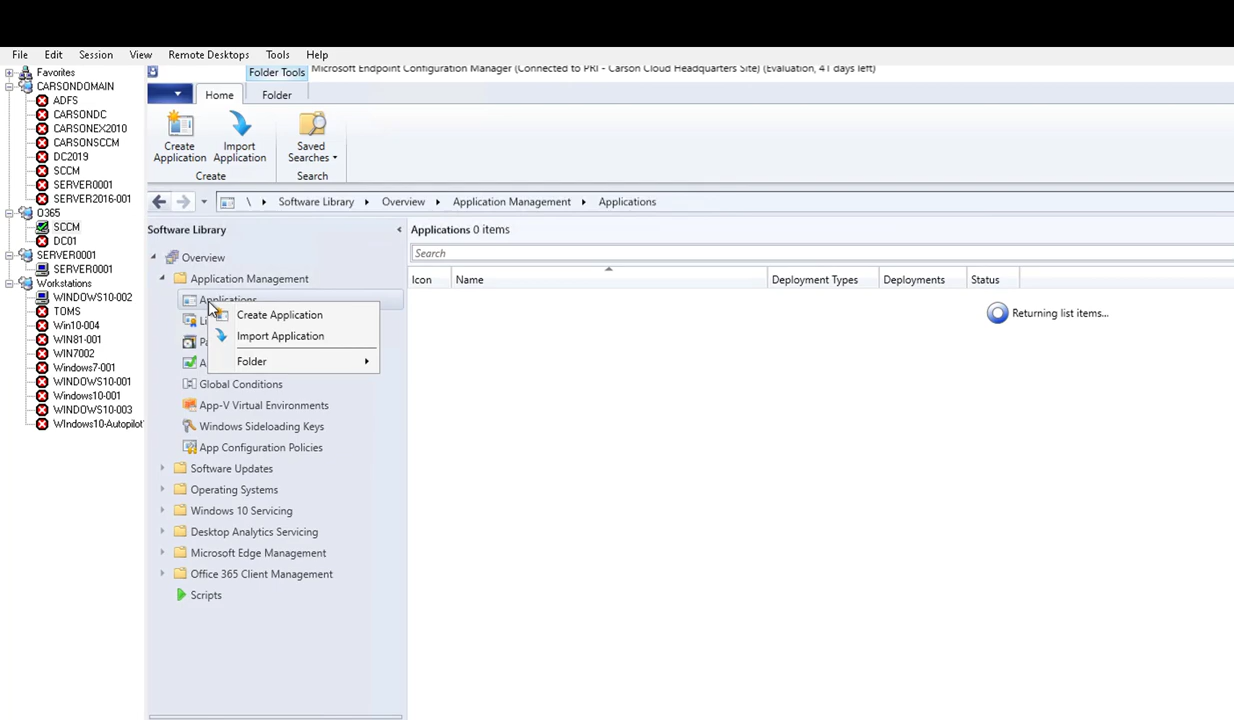 File Edit Session View Remote Desktops Tools Help
Favorites
CARSONDOMAIN
ADFS
CARSONDC
CARSONEX2010
CARSONSCCM
DC2019
SCCM
SERVER0001
SERVER2016-001
O365
SCCM
DC01
SERVER0001
SERVER0001
Workstations
WINDOWS10-002
TOMS
Win10-004
WIN81-001
WIN7002
Windows7-001
WINDOWS10-001
Windows10-001
WINDOWS10-003
WIndows10-Autopilot
Folder Tools
Microsoft Endpoint Configuration Manager (Connected to PRI - Carson Cloud Headquarters Site) (Evaluation, 41 days left)
Home Folder
Create Application
Import Application
Saved Searches
Create
Search
\ Software Library Overview Application Management Applications
Software Library
Overview
Application Management
Applications
Li
Pa
A
Global Conditions
App-V Virtual Environments
Windows Sideloading Keys
App Configuration Policies
Software Updates
Operating Systems
Windows 10 Servicing
Desktop Analytics Servicing
Microsoft Edge Management
Office 365 Client Management
Scripts
Create Application
Import Application
Folder
Applications 0 items
Search
Icon Name Deployment Types Deployments Status
Returning list items...